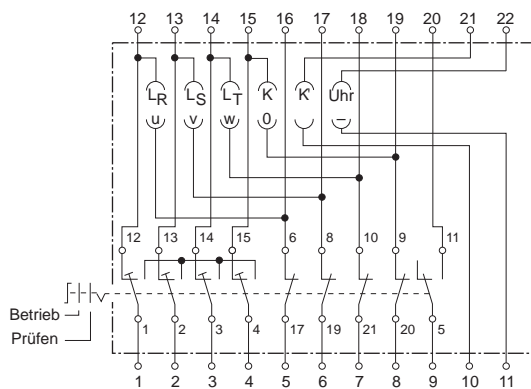 12 13 14 15 16 17 18 19 20 21 22
LR LS LT K K' Uhr
u v w 0 –
12 13 14 15 6 8 10 9 11
Betrieb
Prüfen
1 2 3 4 17 19 21 20 5
1 2 3 4 5 6 7 8 9 10 11